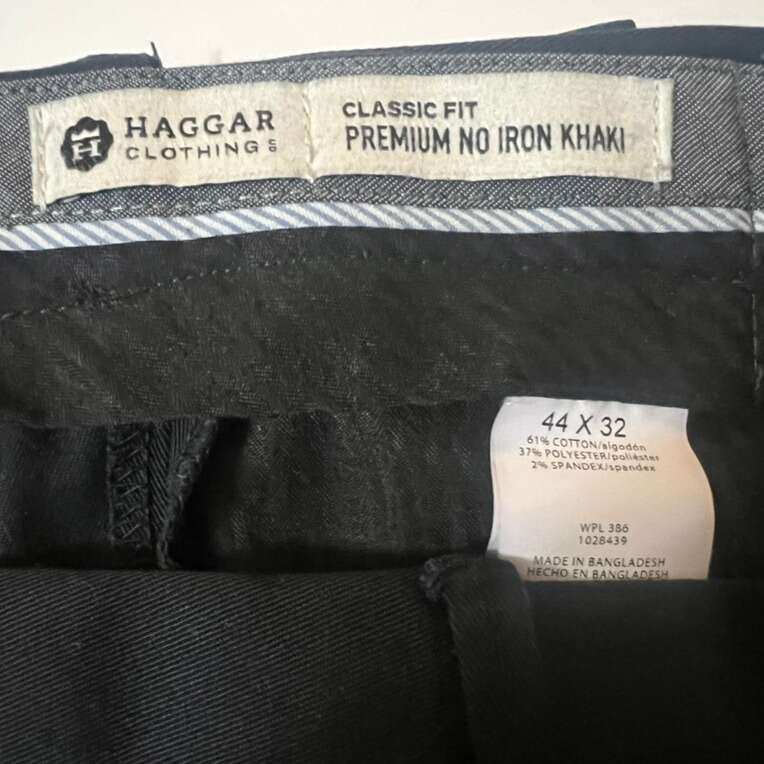 HAGGAR
CLOTHING CO
CLASSIC FIT
PREMIUM NO IRON KHAKI
44 X 32
61% COTTON/algodón
37% POLYESTER/poliéster
2% SPANDEX/spandex
WPL 386
1028439
MADE IN BANGLADESH
HECHO EN BANGLADESH